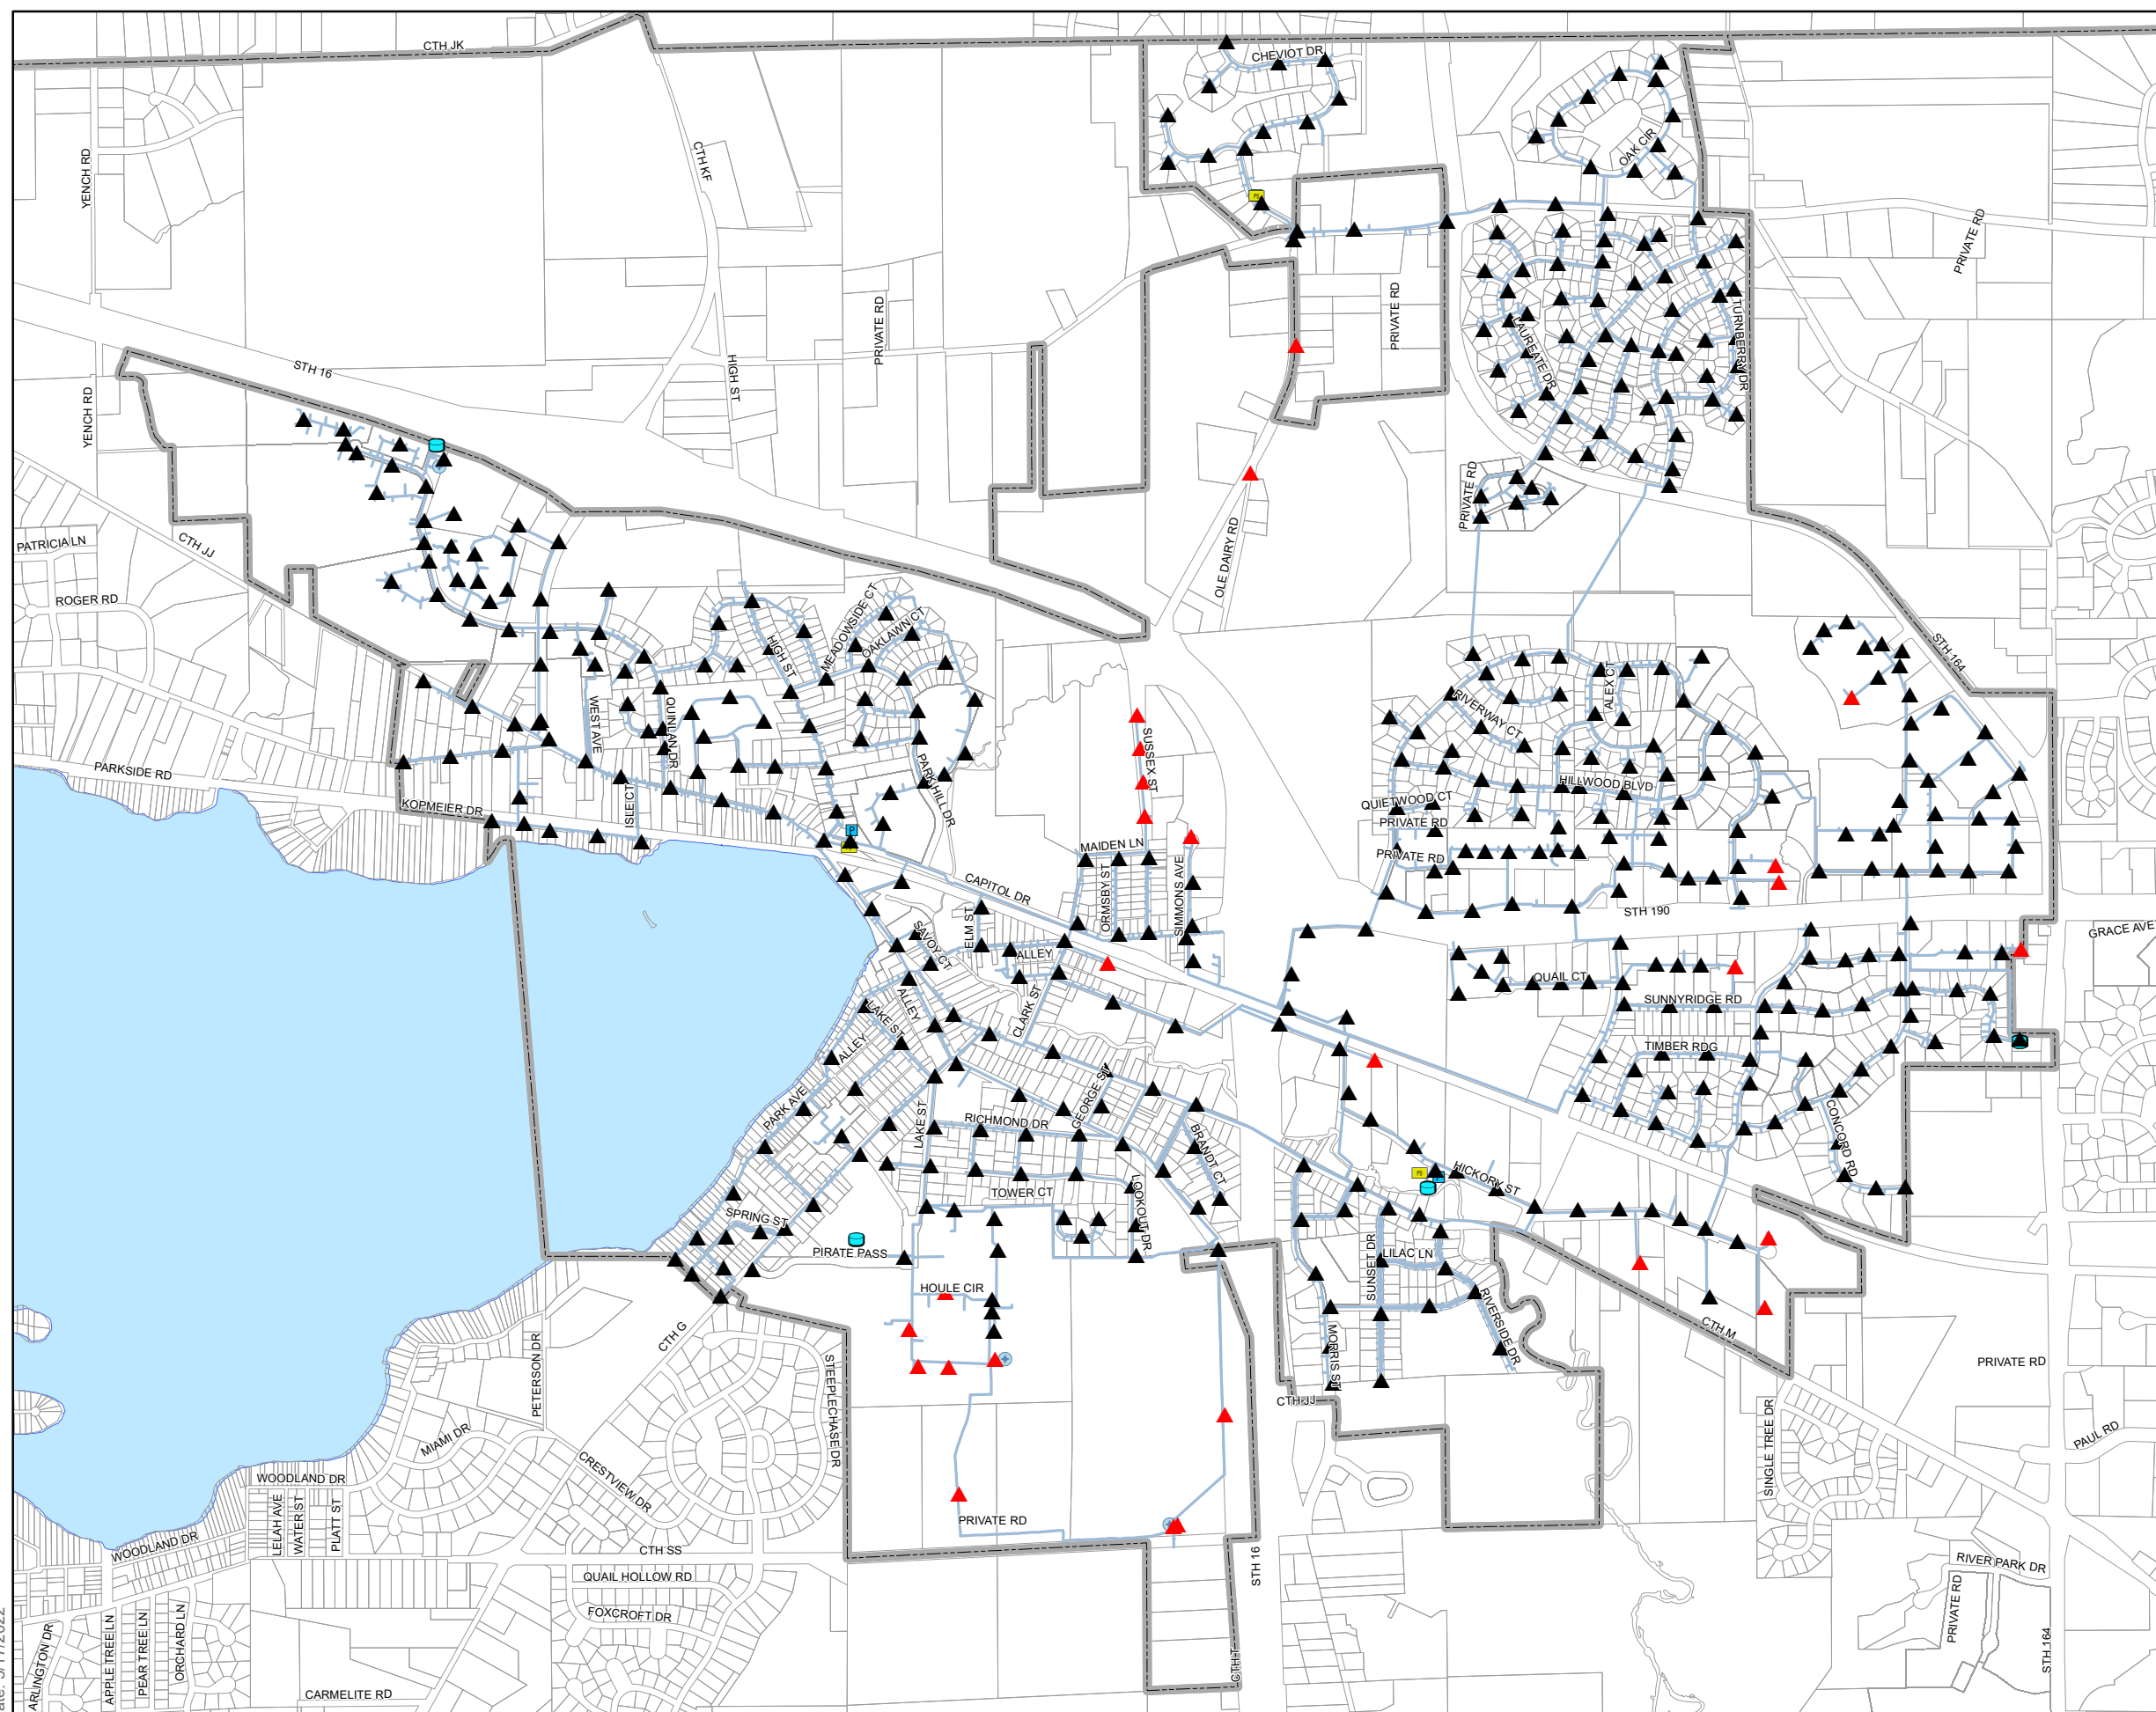 CTH JK
CHEVIOT DR
YENCH RD
CTH KF
OAK CIR
PRIVATE RD
PRIVATE RD
PRIVATE RD
TURNBERRY DR
LAUREATE DR
STH 16
HIGH ST
YENCH RD
PRIVATE RD
PATRICIA LN
CTH JJ
OLE DAIRY RD
ROGER RD
MEADOWSIDE CT
OAKLAWN CT
HIGH ST
STH 164
ALEX CT
RIVERWAY CT
WEST AVE
QUINLAN DR
SUSSEX ST
PARKSIDE RD
PARKHILL DR
HILLWOOD BLVD
QUIETWOOD CT
KOPMEIER DR
ISLE CT
PRIVATE RD
MAIDEN LN
PRIVATE RD
CAPITOL DR
ORMSBY ST
SIMMONS AVE
STH 190
ELM ST
SAVOY CT
GRACE AVE
ALLEY
QUAIL CT
ALLEY
LAKE ST
CLARK ST
SUNNYRIDGE RD
ALLEY
TIMBER RDG
GEORGE ST
PARK AVE
LAKE ST
RICHMOND DR
CONCORD RD
BRANDT CT
HICKORY ST
TOWER CT
LOOKOUT DR
SPRING ST
PIRATE PASS
LILAC LN
SUNSET DR
HOULE CIR
RIVERSIDE DR
CTH G
CTH M
MORRIS ST
PETERSON DR
STEEPLECHASE DR
PRIVATE RD
CTH JJ
MIAMI DR
SINGLE TREE DR
PAUL RD
CRESTVIEW DR
WOODLAND DR
LELAH AVE
WATER ST
PLATT ST
PRIVATE RD
WOODLAND DR
CTH SS
STH 16
RIVER PARK DR
QUAIL HOLLOW RD
PRIVATE RD
FOXCROFT DR
ARLINGTON DR
APPLE TREE LN
PEAR TREE LN
ORCHARD LN
CTH T
STH 164
CARMELITE RD